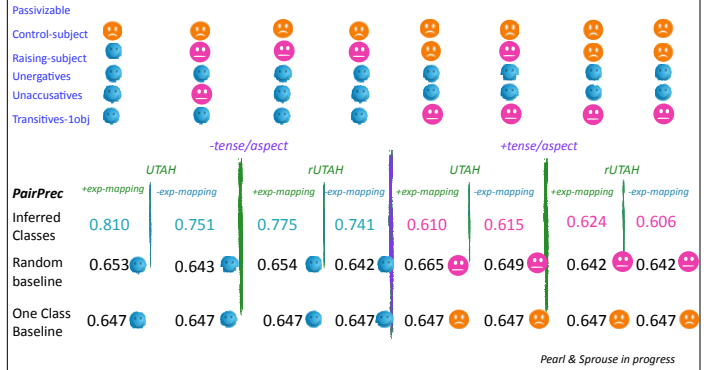 Passivizable
Control-subject
Raising-subject
Unergatives
Unaccusatives
Transitives-1obj
-tense/aspect +tense/aspect
UTAH rUTAH UTAH rUTAH
PairPrec +exp-mapping -exp-mapping +exp-mapping -exp-mapping +exp-mapping -exp-mapping +exp-mapping -exp-mapping
Inferred
Classes 0.810 0.751 0.775 0.741 0.610 0.615 0.624 0.606
Random
baseline 0.653 0.643 0.654 0.642 0.665 0.649 0.642 0.642
One Class
Baseline 0.647 0.647 0.647 0.647 0.647 0.647 0.647 0.647
Pearl & Sprouse in progress